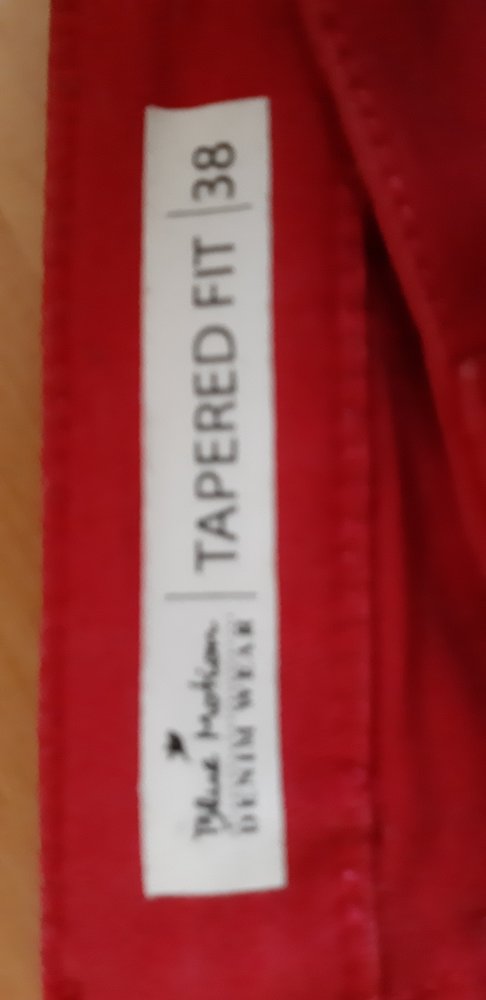 Blue Motion
DENIM WEAR
TAPERED FIT
38